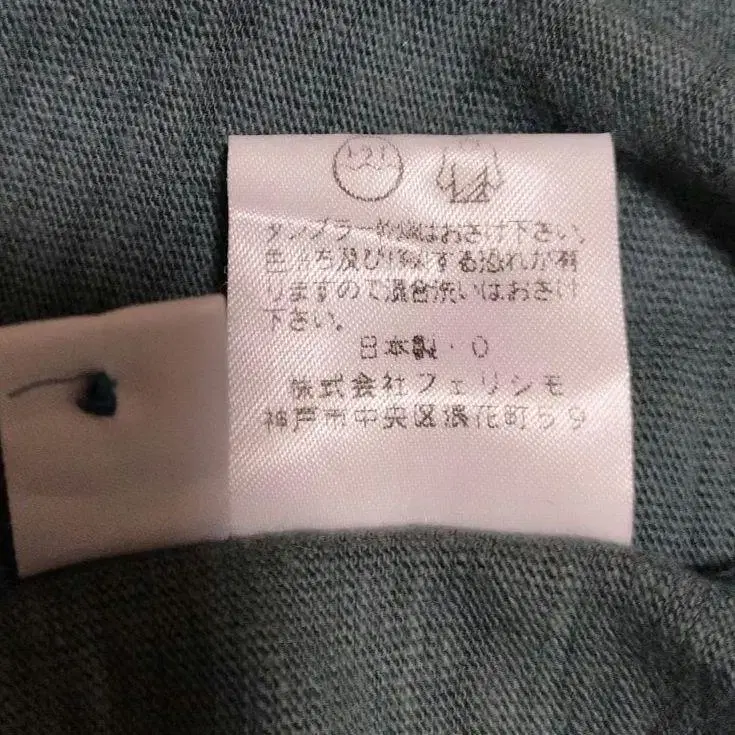 タンブラー乾燥はおさけ下さい。
色落ち及び移染する恐れが有
りますので混合洗いはおさけ
下さい。
日本製・O
株式会社フェリシモ
神戸市中央区浪花町59